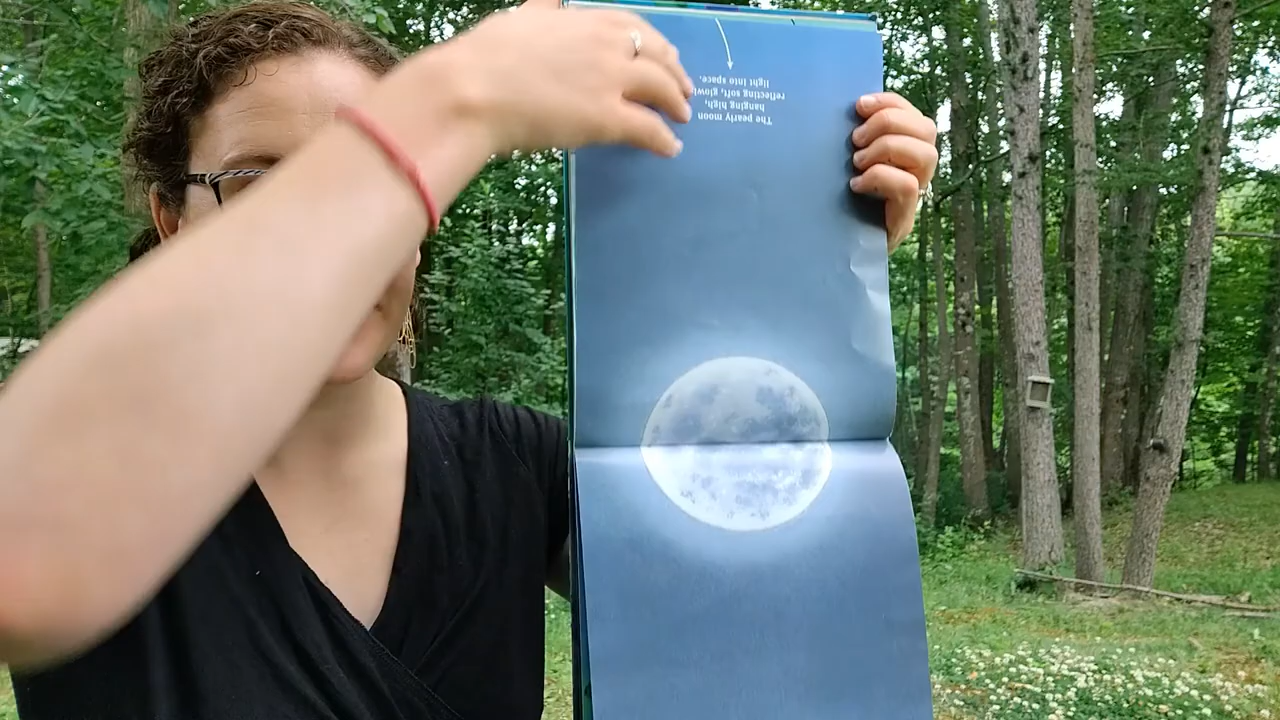 The pearly moon
hanging high,
reflecting soft, glowi
light into space.